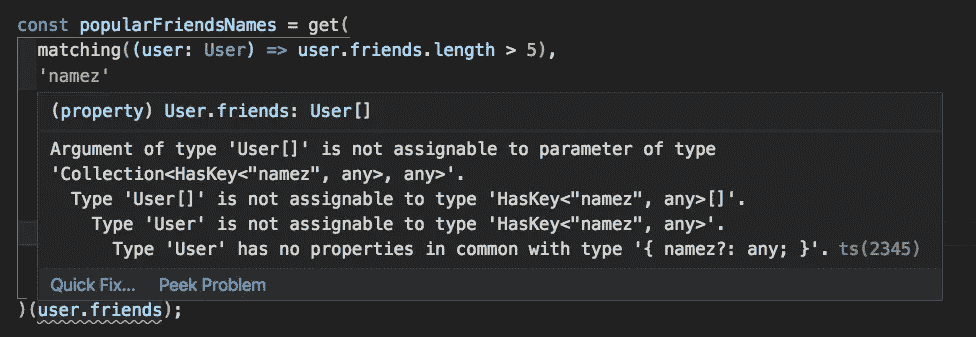 const popularFriendsNames = get(
matching((user: User) => user.friends.length > 5),
'namez'
(property) User.friends: User[]
Argument of type 'User[]' is not assignable to parameter of type
'Collection<HasKey<"namez", any>, any>'.
Type 'User[]' is not assignable to type 'HasKey<"namez", any>[]'.
Type 'User' is not assignable to type 'HasKey<"namez", any>'.
Type 'User' has no properties in common with type '{ namez?: any; }'. ts(2345)
Quick Fix... Peek Problem
)(user.friends);